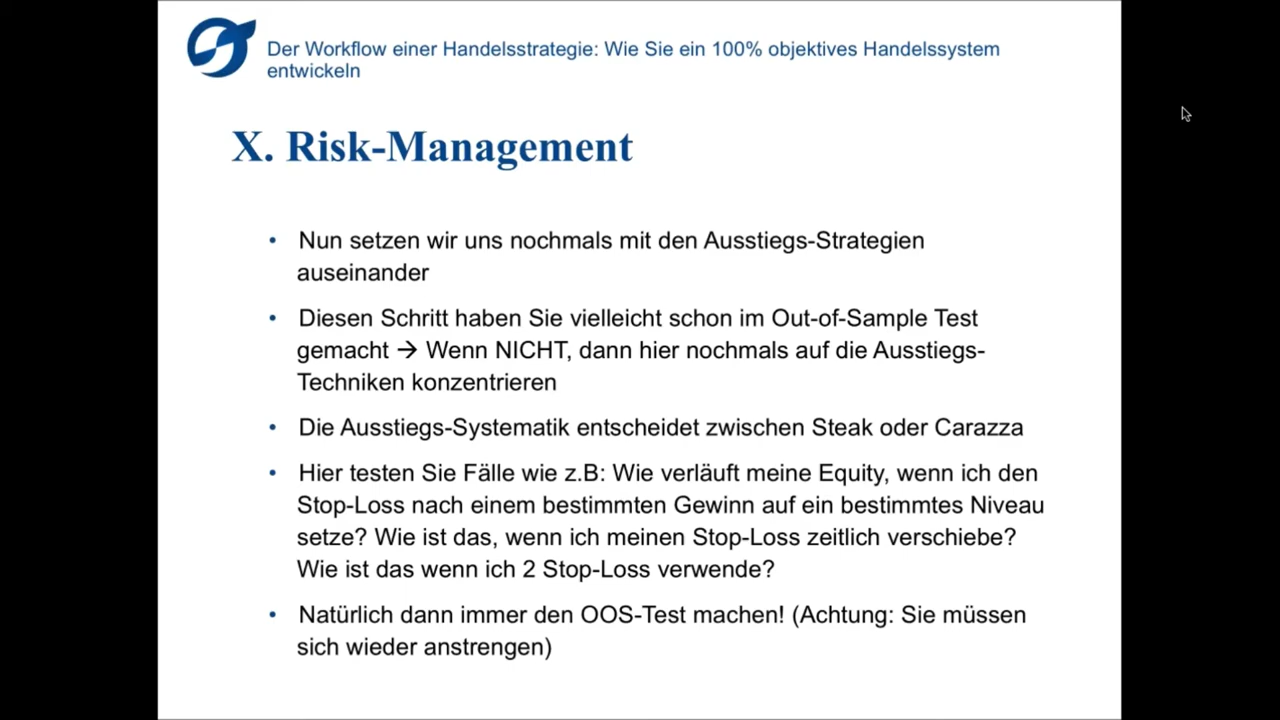 Der Workflow einer Handelsstrategie: Wie Sie ein 100% objektives Handelssystem
entwickeln
X. Risk-Management
• Nun setzen wir uns nochmals mit den Ausstiegs-Strategien
auseinander
• Diesen Schritt haben Sie vielleicht schon im Out-of-Sample Test
gemacht → Wenn NICHT, dann hier nochmals auf die Ausstiegs-
Techniken konzentrieren
• Die Ausstiegs-Systematik entscheidet zwischen Steak oder Carazza
• Hier testen Sie Fälle wie z.B: Wie verläuft meine Equity, wenn ich den
Stop-Loss nach einem bestimmten Gewinn auf ein bestimmtes Niveau
setze? Wie ist das, wenn ich meinen Stop-Loss zeitlich verschiebe?
Wie ist das wenn ich 2 Stop-Loss verwende?
• Natürlich dann immer den OOS-Test machen! (Achtung: Sie müssen
sich wieder anstrengen)